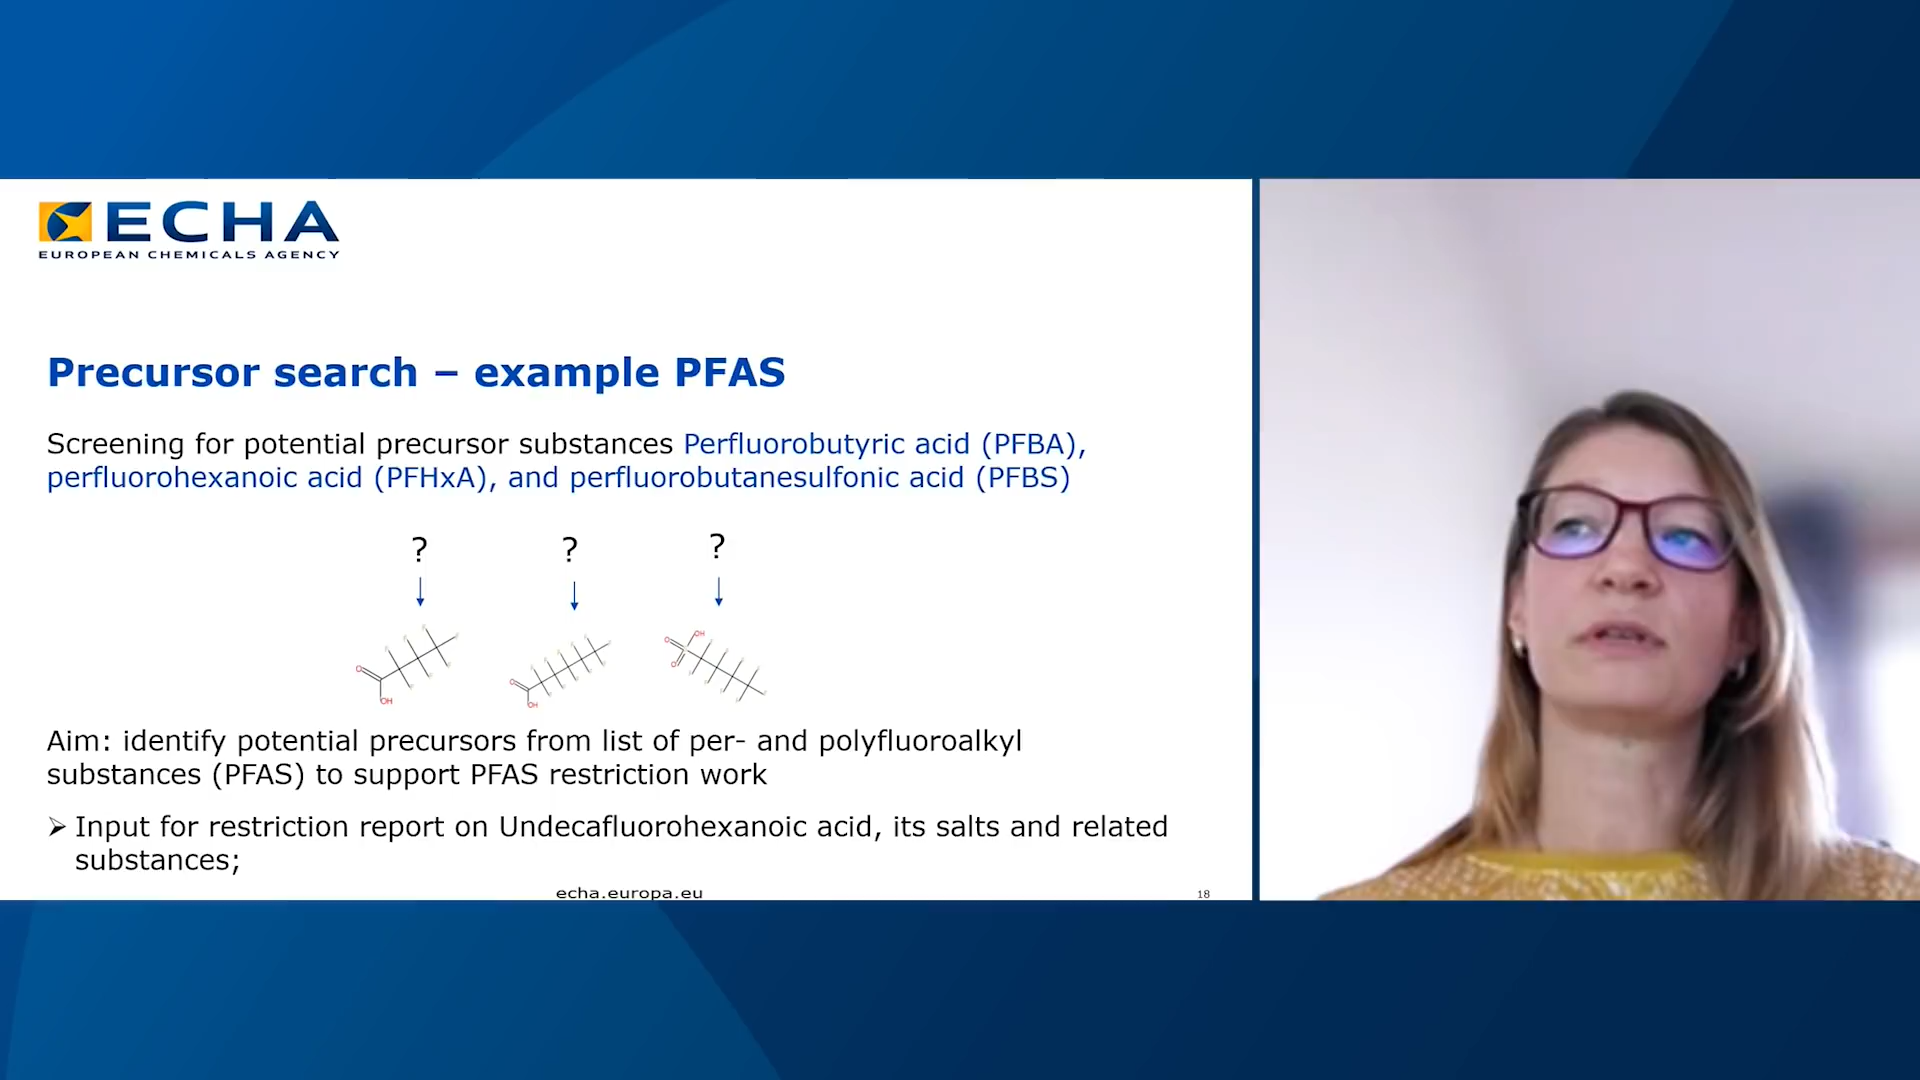 ECHA
EUROPEAN CHEMICALS AGENCY
Precursor search – example PFAS
Screening for potential precursor substances Perfluorobutyric acid (PFBA),
perfluorohexanoic acid (PFHxA), and perfluorobutanesulfonic acid (PFBS)
? ? ?
O
OH
O
OH
O
OH
O
Aim: identify potential precursors from list of per- and polyfluoroalkyl
substances (PFAS) to support PFAS restriction work
➢ Input for restriction report on Undecafluorohexanoic acid, its salts and related
substances;
echa.europa.eu
18